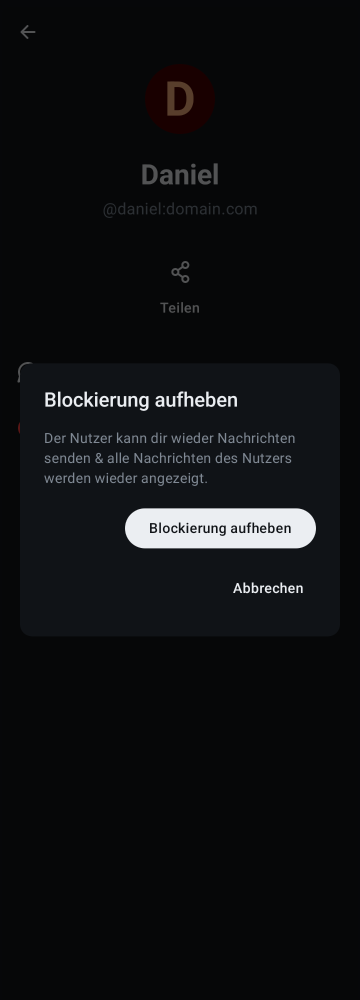 D
Daniel
@daniel:domain.com
Teilen
Blockierung aufheben
Der Nutzer kann dir wieder Nachrichten
senden & alle Nachrichten des Nutzers
werden wieder angezeigt.
Blockierung aufheben
Abbrechen